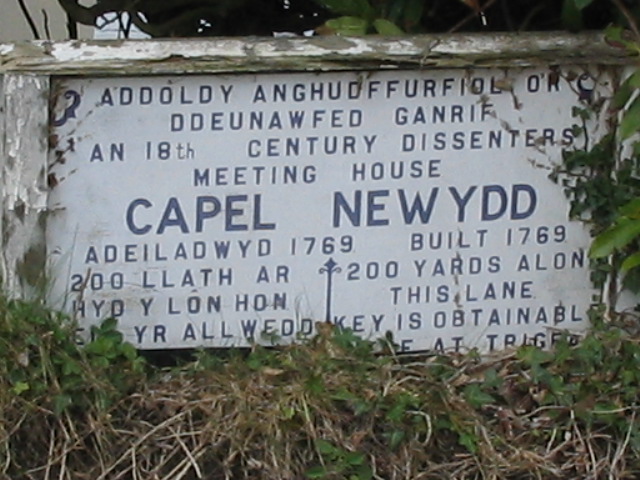 ADDOLDY ANGHUDFFURFIOL O'R
DDEUNAWFED GANRIF
AN 18th CENTURY DISSENTERS
MEETING HOUSE
CAPEL NEWYDD
ADEILADWYD 1769 BUILT 1769
200 LLATH AR 200 YARDS ALON
HYD Y LON HON THIS LANE
YR ALLWEDD KEY IS OBTAINABL
AT